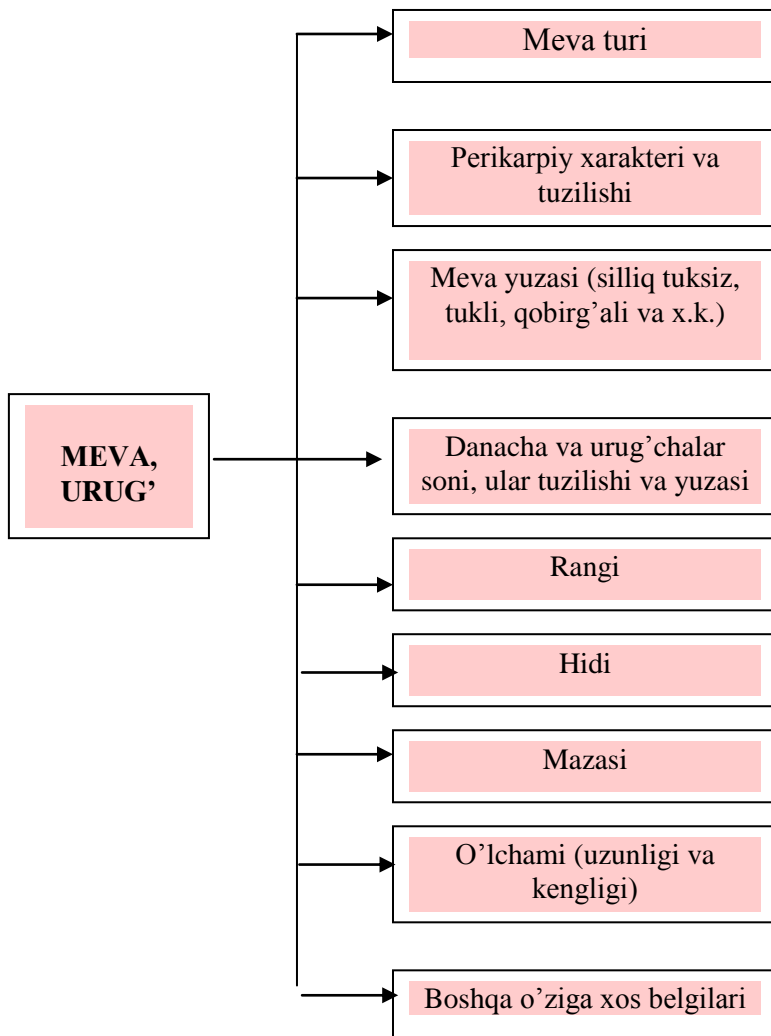 Meva turi
Perikarpiy xarakteri va
tuzilishi
Meva yuzasi (silliq tuksiz,
tukli, qobirg’ali va x.k.)
MEVA,
URUG’
Danacha va urug’chalar
soni, ular tuzilishi va yuzasi
Rangi
Hidi
Mazasi
O’lchami (uzunligi va
kengligi)
Boshqa o’ziga xos belgilari